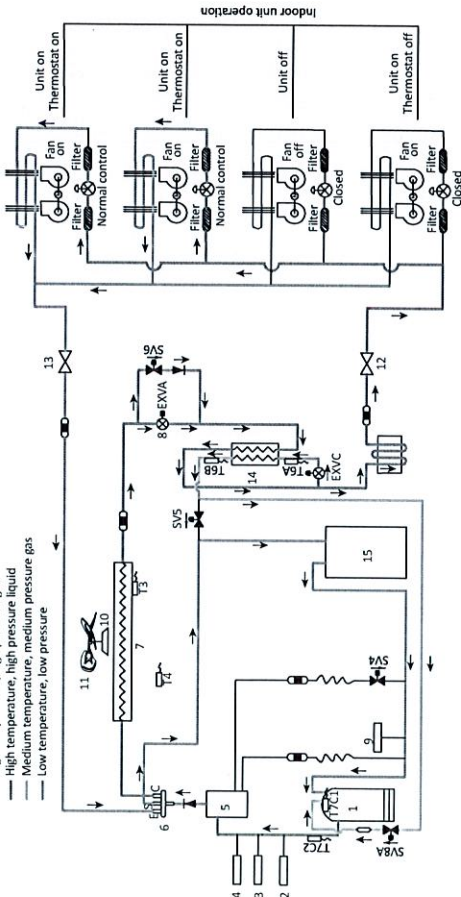 High temperature, high pressure liquid
Medium temperature, medium pressure gas
Low temperature, low pressure
Indoor unit operation
Unit on
Thermostat on
Unit on
Thermostat on
Unit off
Unit on
Thermostat off
Fan
on
Filter
Filter
Normal control
Fan
on
Filter
Filter
Normal control
Fan
off
Filter
Filter
Closed
Fan
on
Filter
Filter
Closed
13
12
SV6
8
EXVA
T6B
14
T6A
EXVC
SV5
11
10
7
T3
T4
15
C
E
6
5
SV4
9
T7C1
1
T7C2
SV8A
4
3
2